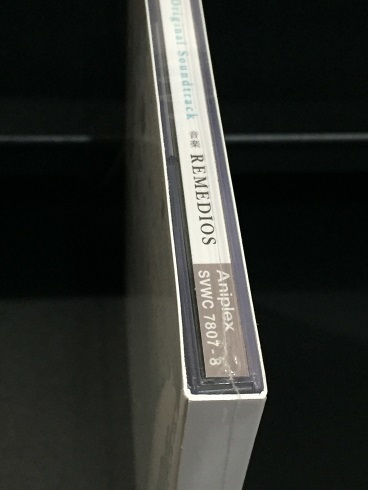 Original Soundtrack
音楽 REMEDIOS
Aniplex
SVWC 7807-8